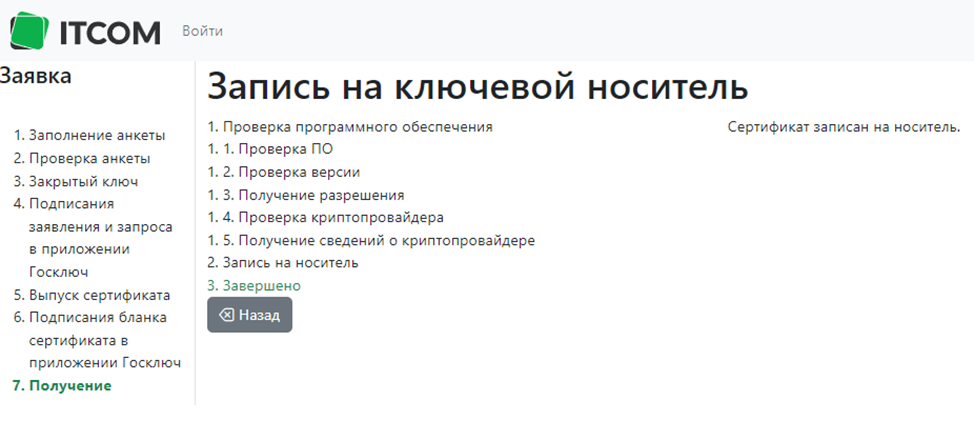 ITCOM Войти
Заявка
1. Заполнение анкеты
2. Проверка анкеты
3. Закрытый ключ
4. Подписания
заявления и запроса
в приложении
Госключ
5. Выпуск сертификата
6. Подписания бланка
сертификата в
приложении Госключ
7. Получение
Запись на ключевой носитель
1. Проверка программного обеспечения
1. 1. Проверка ПО
1. 2. Проверка версии
1. 3. Получение разрешения
1. 4. Проверка криптопровайдера
1. 5. Получение сведений о криптопровайдере
2. Запись на носитель
3. Завершено
Назад
Сертификат записан на носитель.